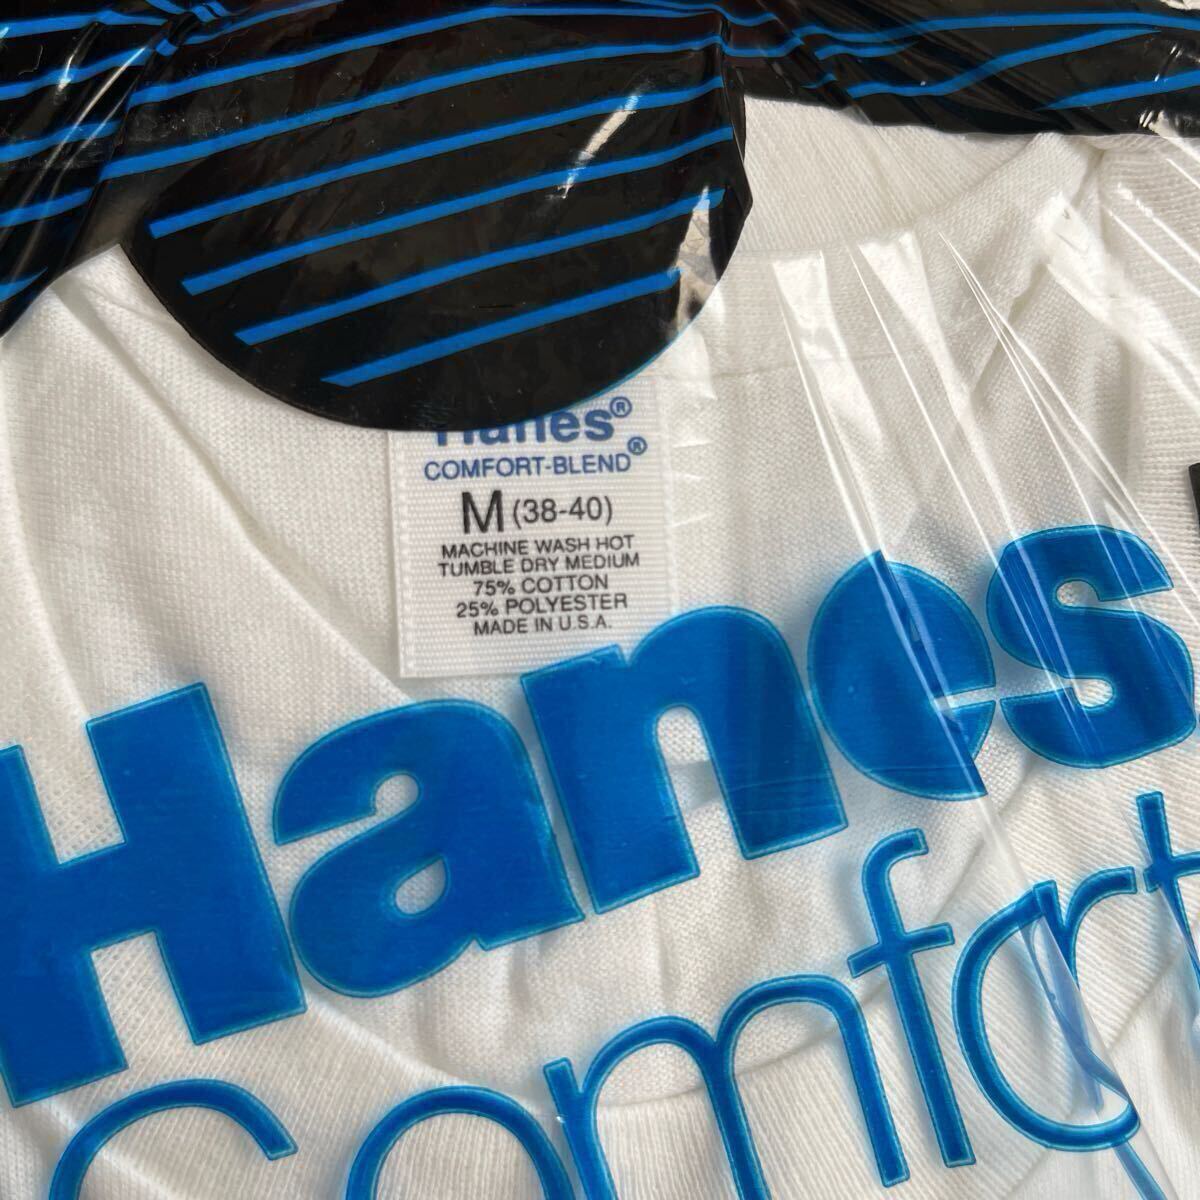 Hanes®
COMFORT-BLEND®
M (38-40)
MACHINE WASH HOT
TUMBLE DRY MEDIUM
75% COTTON
25% POLYESTER
MADE IN U.S.A.
Hanes
Comfort